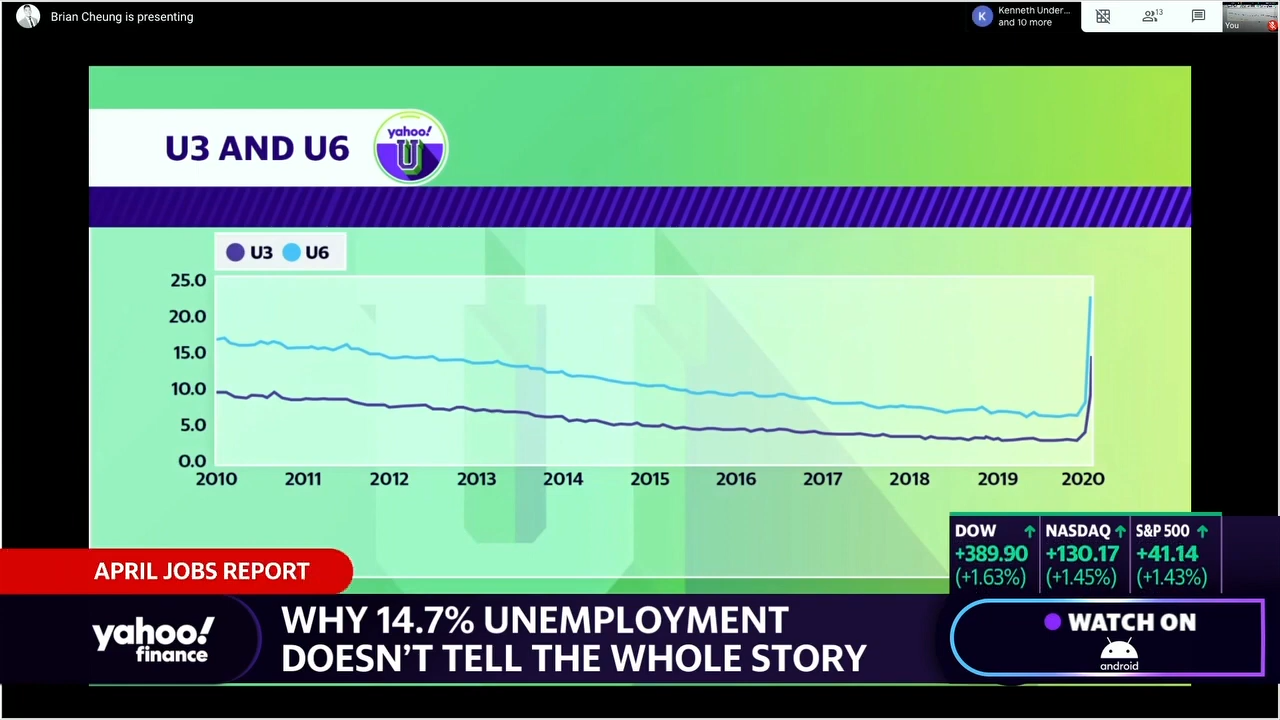 Brian Cheung is presenting
K
Kenneth Under...
and 10 more
13
You
U3 AND U6
yahoo!
U
U3 U6
25.0
20.0
15.0
10.0
5.0
0.0
2010 2011 2012 2013 2014 2015 2016 2017 2018 2019 2020
DOW NASDAQ S&P 500
+389.90 +130.17 +41.14
(+1.63%) (+1.45%) (+1.43%)
APRIL JOBS REPORT
yahoo!
finance
WHY 14.7% UNEMPLOYMENT
DOESN'T TELL THE WHOLE STORY
WATCH ON
android